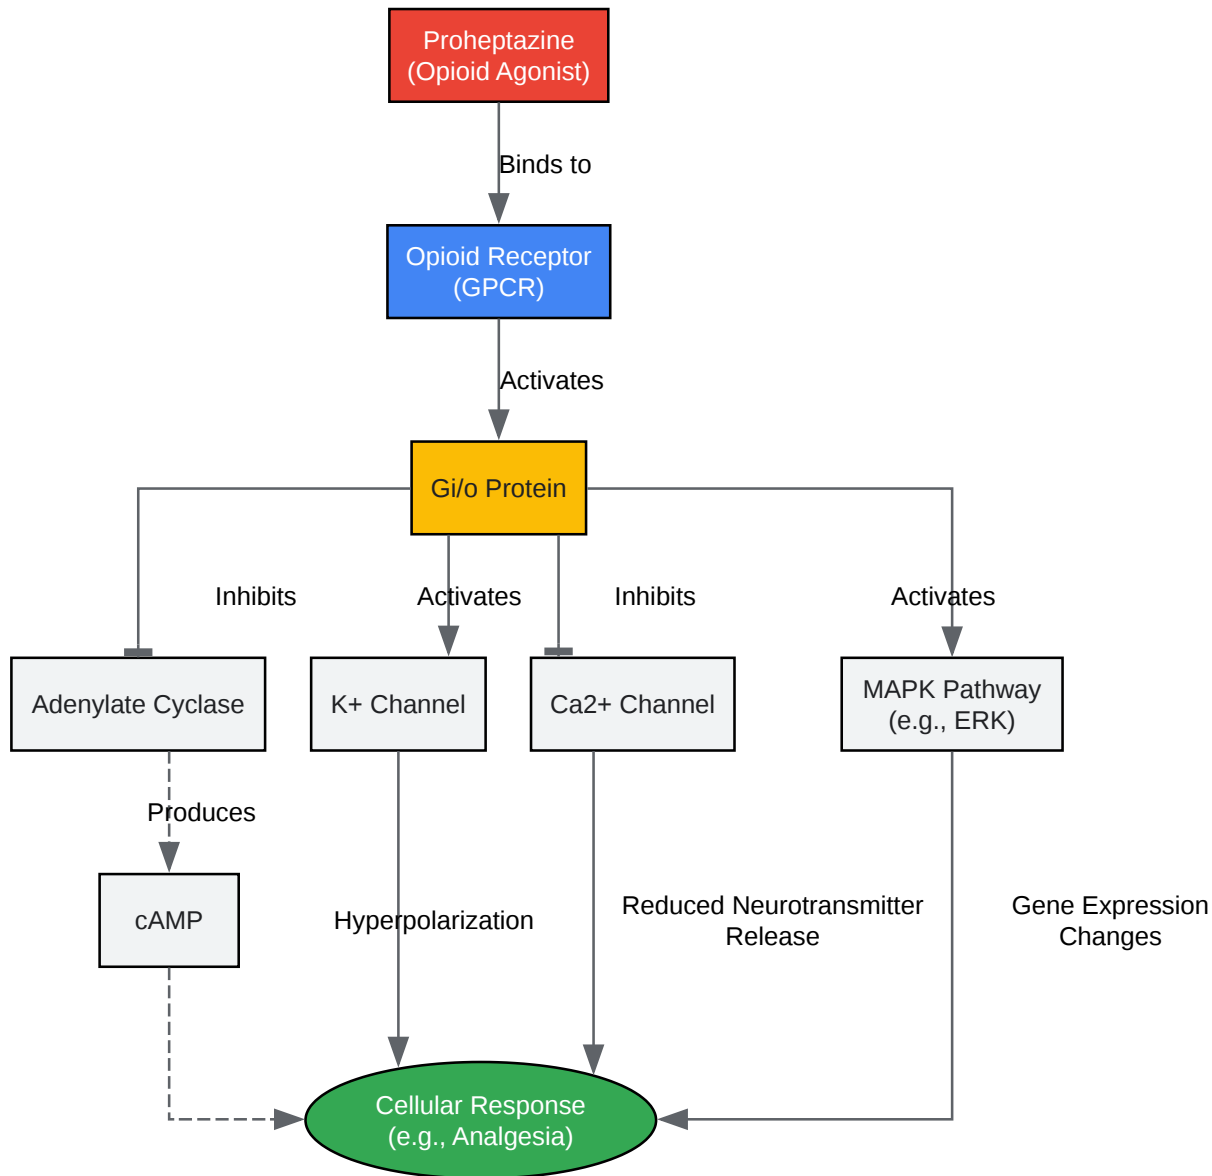 Proheptazine
(Opioid Agonist)
Binds to
Opioid Receptor
(GPCR)
Activates
Gi/o Protein
Inhibits
Activates
Inhibits
Activates
Adenylate Cyclase
K+ Channel
Ca2+ Channel
MAPK Pathway
(e.g., ERK)
Produces
cAMP
Hyperpolarization
Reduced Neurotransmitter
Release
Gene Expression
Changes
Cellular Response
(e.g., Analgesia)